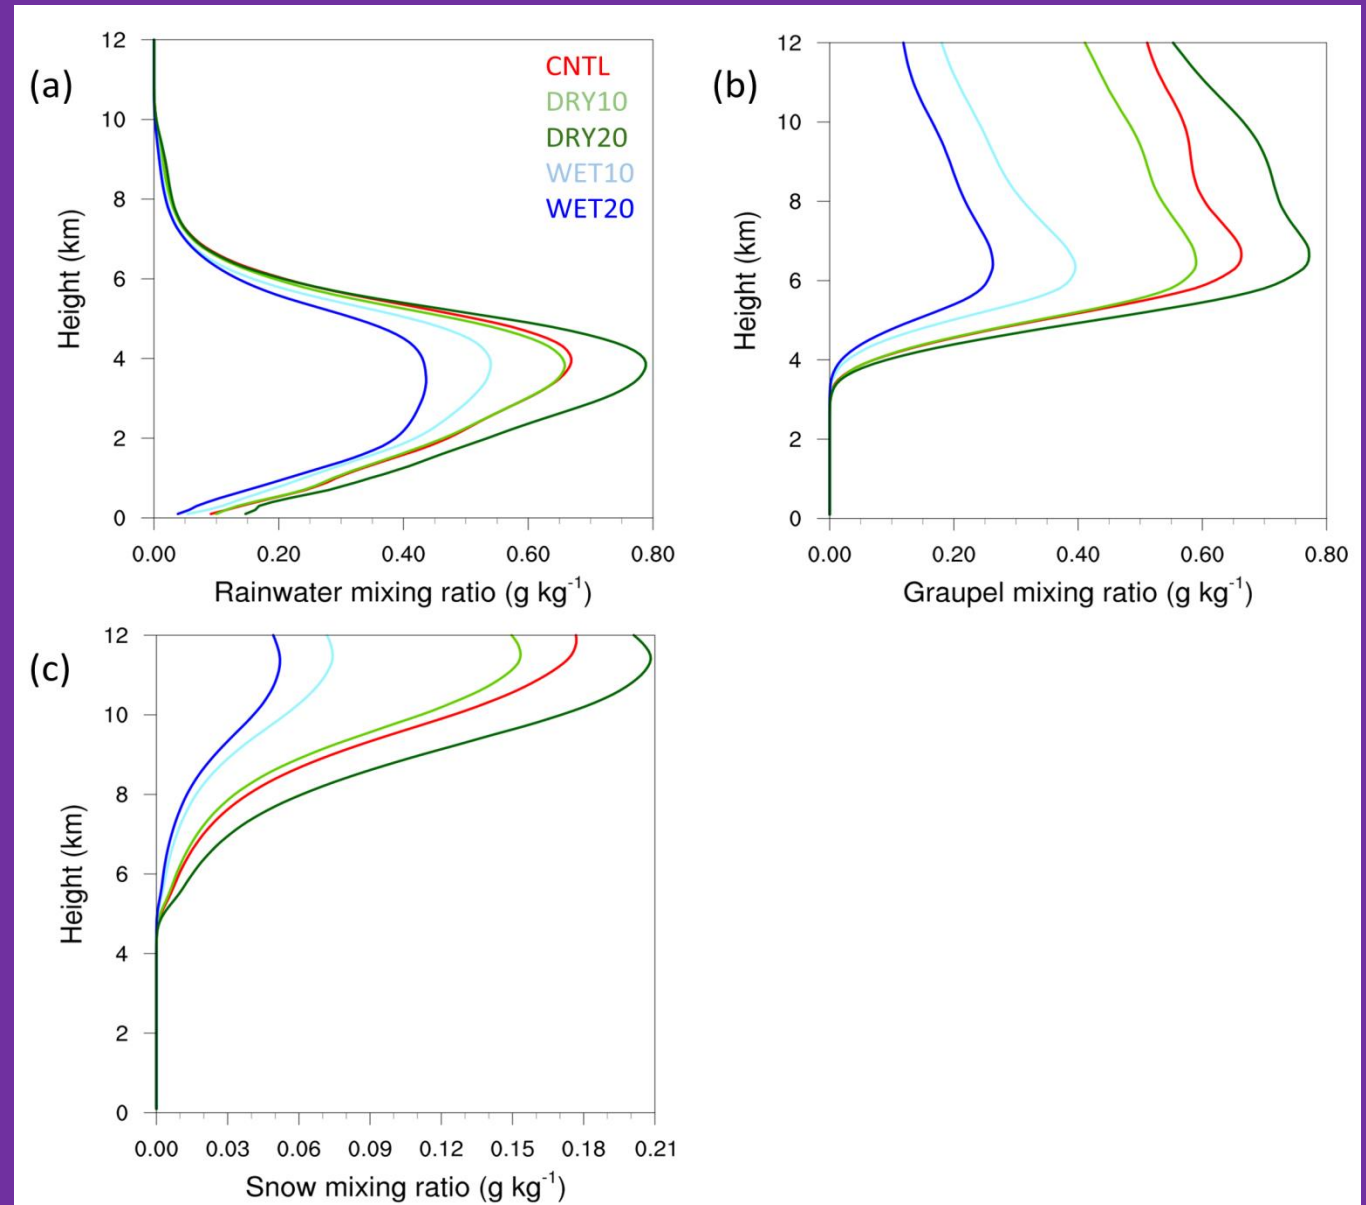 (a)
12
10
8
6
4
2
0
Height (km)
CNTL
DRY10
DRY20
WET10
WET20
0.00 0.20 0.40 0.60 0.80
Rainwater mixing ratio (g kg⁻¹)
(b)
12
10
8
6
4
2
0
Height (km)
0.00 0.20 0.40 0.60 0.80
Graupel mixing ratio (g kg⁻¹)
(c)
12
10
8
6
4
2
0
Height (km)
0.00 0.03 0.06 0.09 0.12 0.15 0.18 0.21
Snow mixing ratio (g kg⁻¹)